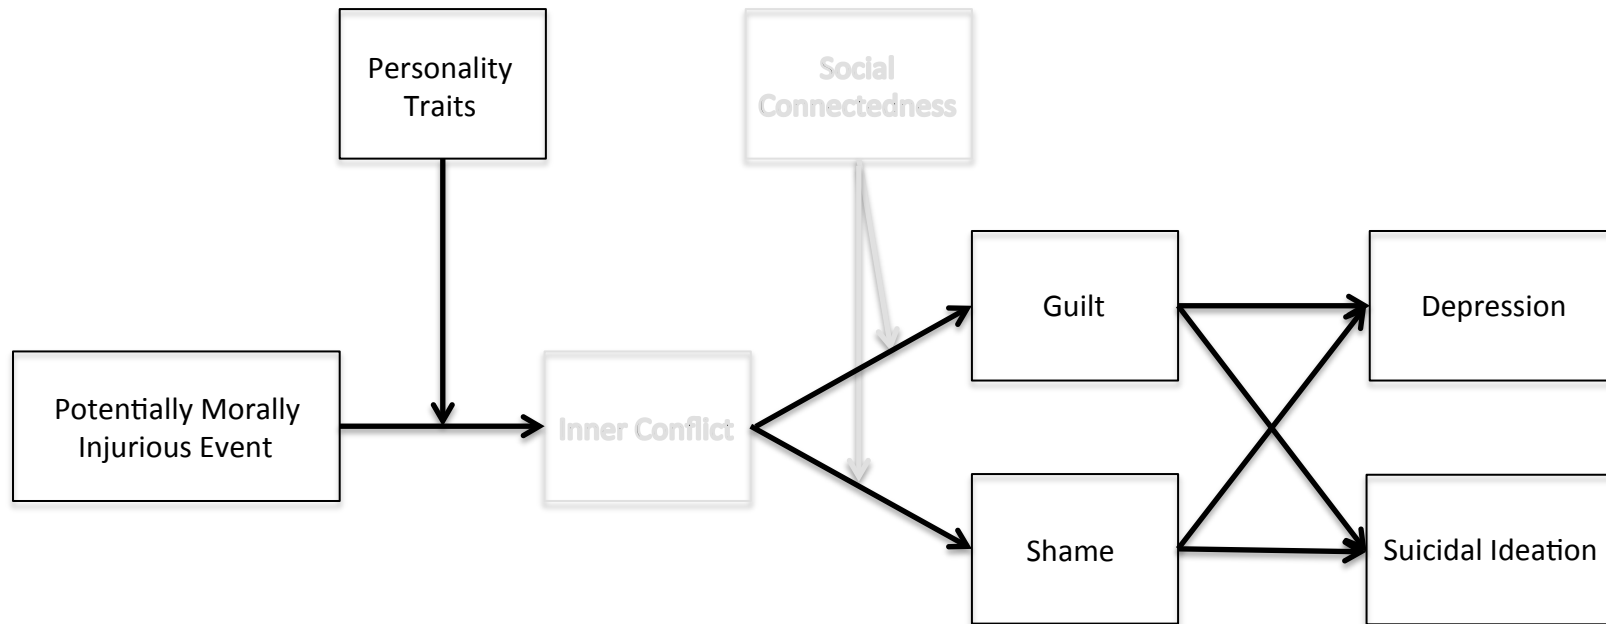 Personality
Traits
Social
Connectedness
Potentially Morally
Injurious Event
Inner Conflict
Guilt
Shame
Depression
Suicidal Ideation